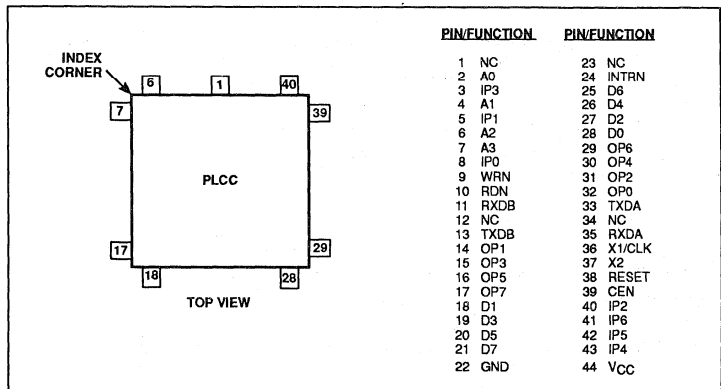 PIN/FUNCTION PIN/FUNCTION
INDEX
CORNER
6 1 40
7 39
PLCC
17 29
18 28
TOP VIEW
1 NC 23 NC
2 A0 24 INTRN
3 IP3 25 D6
4 A1 26 D4
5 IP1 27 D2
6 A2 28 D0
7 A3 29 OP6
8 IP0 30 OP4
9 WRN 31 OP2
10 RDN 32 OP0
11 RXDB 33 TXDA
12 NC 34 NC
13 TXDB 35 RXDA
14 OP1 36 X1/CLK
15 OP3 37 X2
16 OP5 38 RESET
17 OP7 39 CEN
18 D1 40 IP2
19 D3 41 IP6
20 D5 42 IP5
21 D7 43 IP4
22 GND 44 VCC